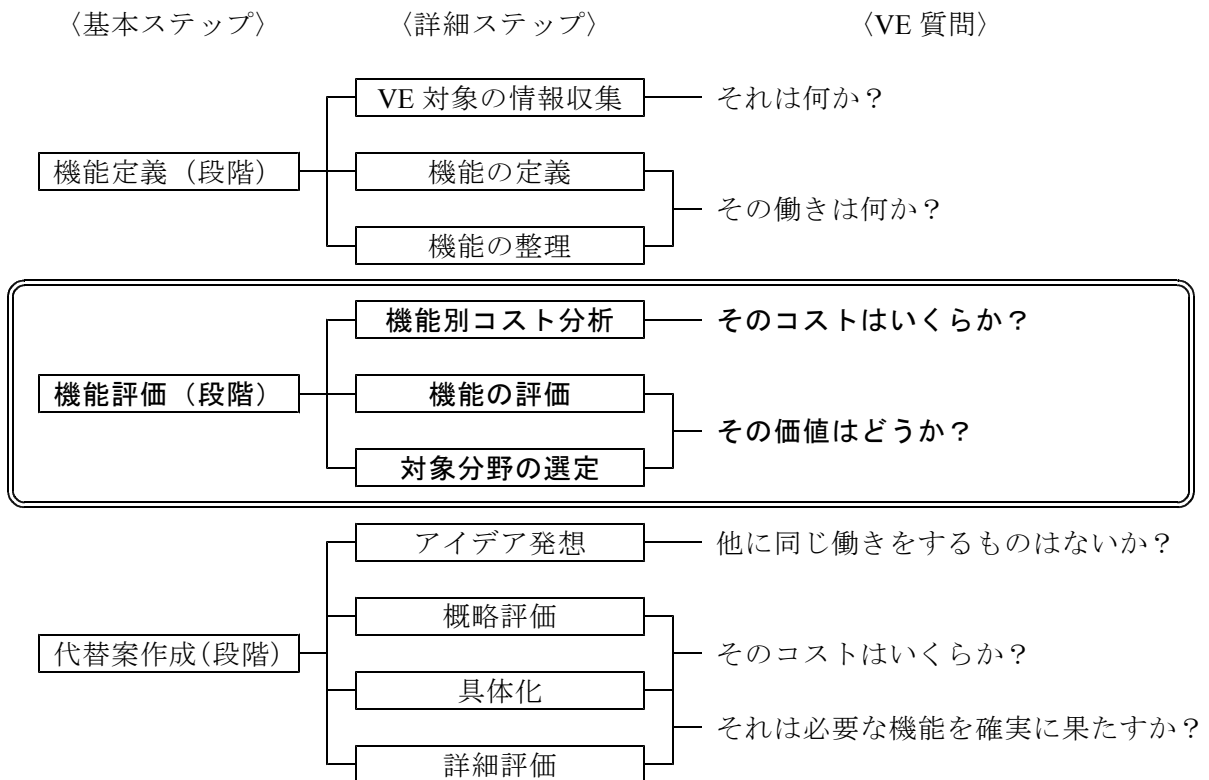 〈基本ステップ〉 〈詳細ステップ〉 〈VE 質問〉
VE 対象の情報収集 それは何か？
機能定義（段階） 機能の定義
その働きは何か？
機能の整理
機能別コスト分析 そのコストはいくらか？
機能評価（段階） 機能の評価
その価値はどうか？
対象分野の選定
アイデア発想 他に同じ働きをするものはないか？
概略評価
代替案作成(段階) そのコストはいくらか？
具体化
それは必要な機能を確実に果たすか？
詳細評価